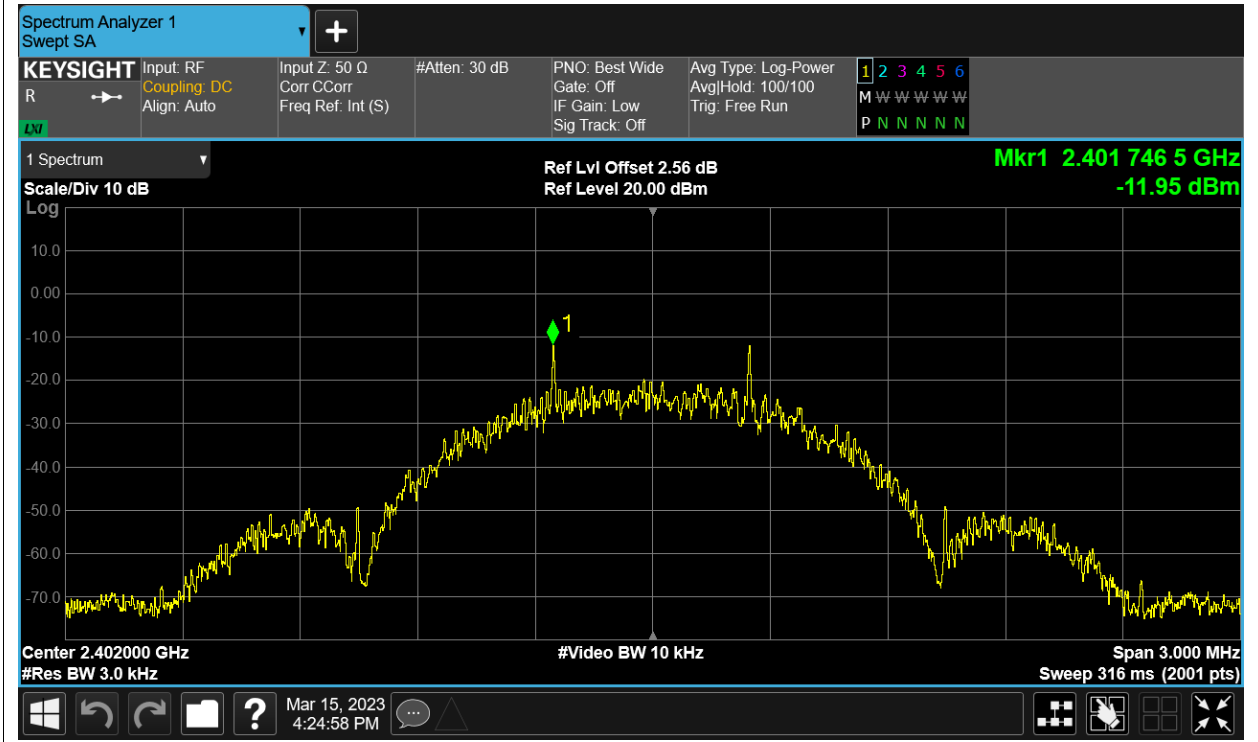 Spectrum Analyzer 1
Swept SA
KEYSIGHT
R
LXI
Input: RF
Coupling: DC
Align: Auto
Input Z: 50 Ω
Corr CCorr
Freq Ref: Int (S)
#Atten: 30 dB
PNO: Best Wide
Gate: Off
IF Gain: Low
Sig Track: Off
Avg Type: Log-Power
Avg|Hold: 100/100
Trig: Free Run
1 2 3 4 5 6
M W W W W W
P N N N N N
1 Spectrum
Scale/Div 10 dB
Log
Ref Lvl Offset 2.56 dB
Ref Level 20.00 dBm
Mkr1 2.401 746 5 GHz
-11.95 dBm
10.0
0.00
-10.0
-20.0
-30.0
-40.0
-50.0
-60.0
-70.0
1
Center 2.402000 GHz
#Res BW 3.0 kHz
#Video BW 10 kHz
Span 3.000 MHz
Sweep 316 ms (2001 pts)
?
Mar 15, 2023
4:24:58 PM